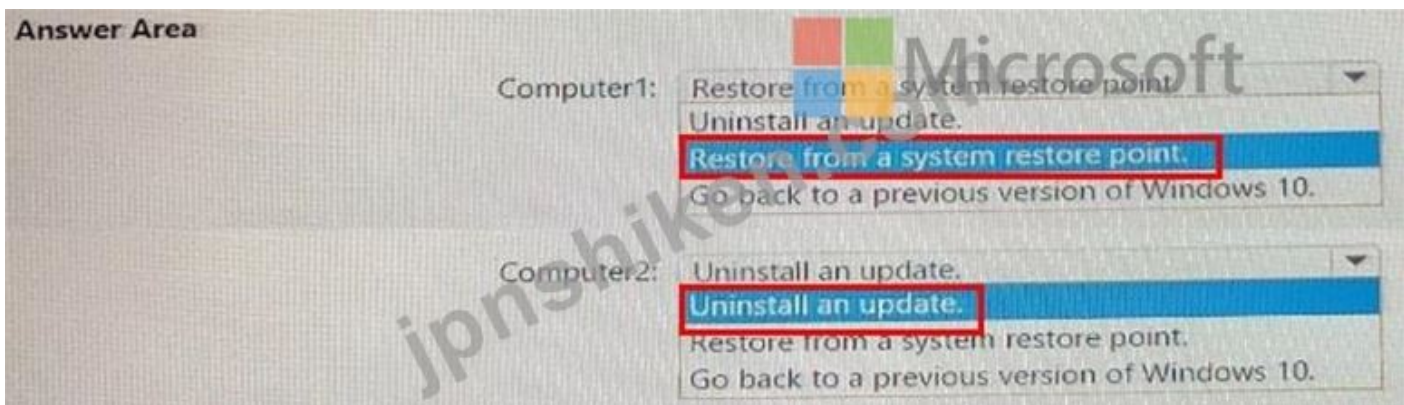 Answer Area
Microsoft
Computer1: Restore from a system restore point.
Uninstall an update.
Restore from a system restore point.
Go back to a previous version of Windows 10.
Computer2: Uninstall an update.
Uninstall an update.
Restore from a system restore point.
Go back to a previous version of Windows 10.
jpnshiken.com